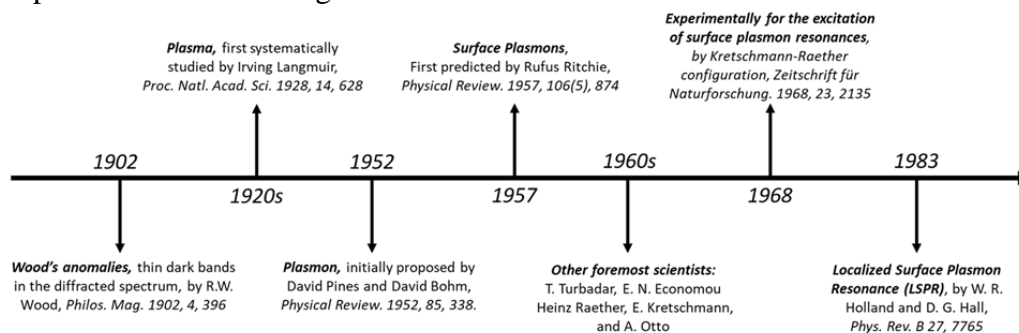 Experimentally for the excitation
of surface plasmon resonances,
by Kretschmann-Raether
configuration, Zeitschrift für
Naturforschung. 1968, 23, 2135
Plasma, first systematically
studied by Irving Langmuir,
Proc. Natl. Acad. Sci. 1928, 14, 628
Surface Plasmons,
First predicted by Rufus Ritchie,
Physical Review. 1957, 106(5), 874
1902
1920s
1952
1957
1960s
1968
1983
Wood's anomalies, thin dark bands
in the diffracted spectrum, by R.W.
Wood, Philos. Mag. 1902, 4, 396
Plasmon, initially proposed by
David Pines and David Bohm,
Physical Review. 1952, 85, 338.
Other foremost scientists:
T. Turbadar, E. N. Economou
Heinz Raether, E. Kretschmann,
and A. Otto
Localized Surface Plasmon
Resonance (LSPR), by W. R.
Holland and D. G. Hall,
Phys. Rev. B 27, 7765